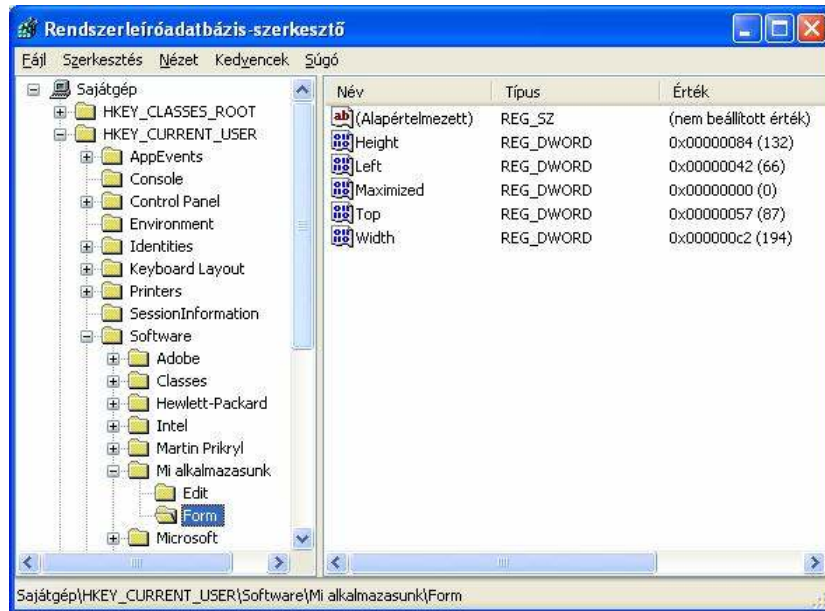 Rendszerleíróadatbázis-szerkesztő
Fájl Szerkesztés Nézet Kedvencek Súgó
Sajátgép
HKEY_CLASSES_ROOT
HKEY_CURRENT_USER
AppEvents
Console
Control Panel
Environment
Identities
Keyboard Layout
Printers
SessionInformation
Software
Adobe
Classes
Hewlett-Packard
Intel
Martin Prikryl
Mi alkalmazasunk
Edit
Form
Microsoft
Név Típus Érték
(Alapértelmezett) REG_SZ (nem beállított érték)
Height REG_DWORD 0x00000084 (132)
Left REG_DWORD 0x00000042 (66)
Maximized REG_DWORD 0x00000000 (0)
Top REG_DWORD 0x00000057 (87)
Width REG_DWORD 0x000000c2 (194)
Sajátgép\HKEY_CURRENT_USER\Software\Mi alkalmazasunk\Form